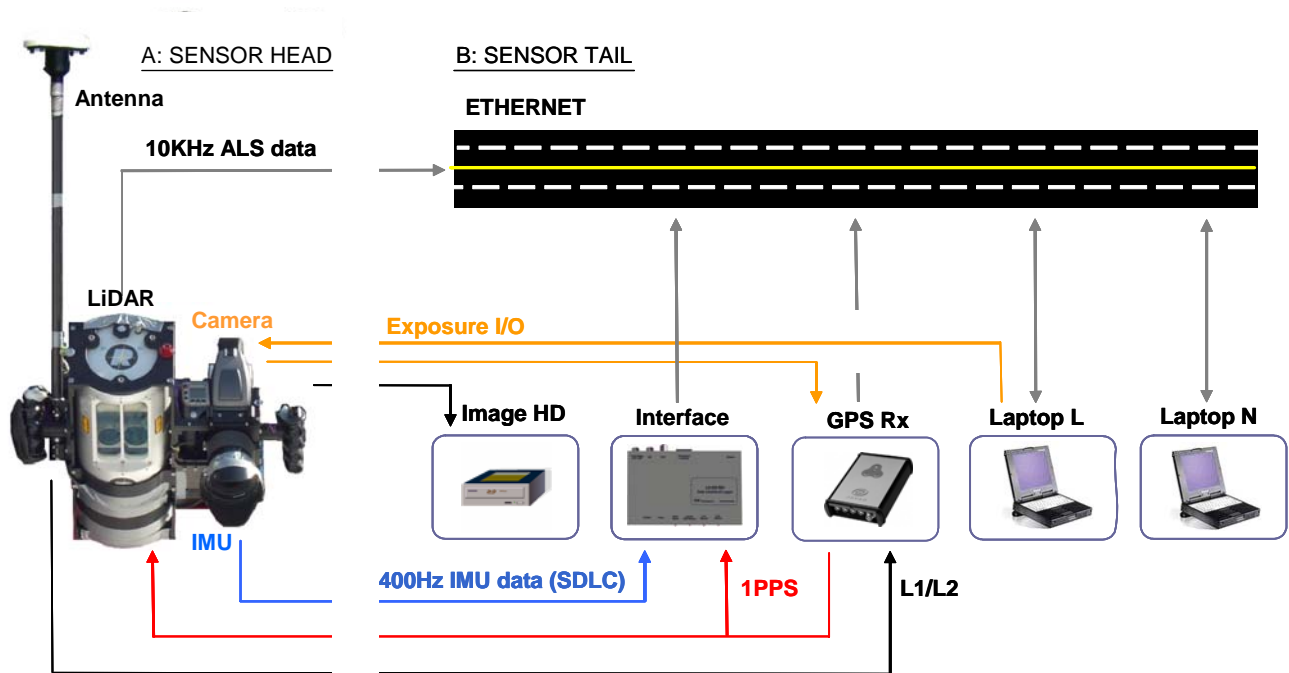 A: SENSOR HEAD
B: SENSOR TAIL
Antenna
ETHERNET
10KHz ALS data
LiDAR
Camera
Exposure I/O
Image HD
Interface
GPS Rx
Laptop L
Laptop N
IMU
400Hz IMU data (SDLC)
1PPS
L1/L2